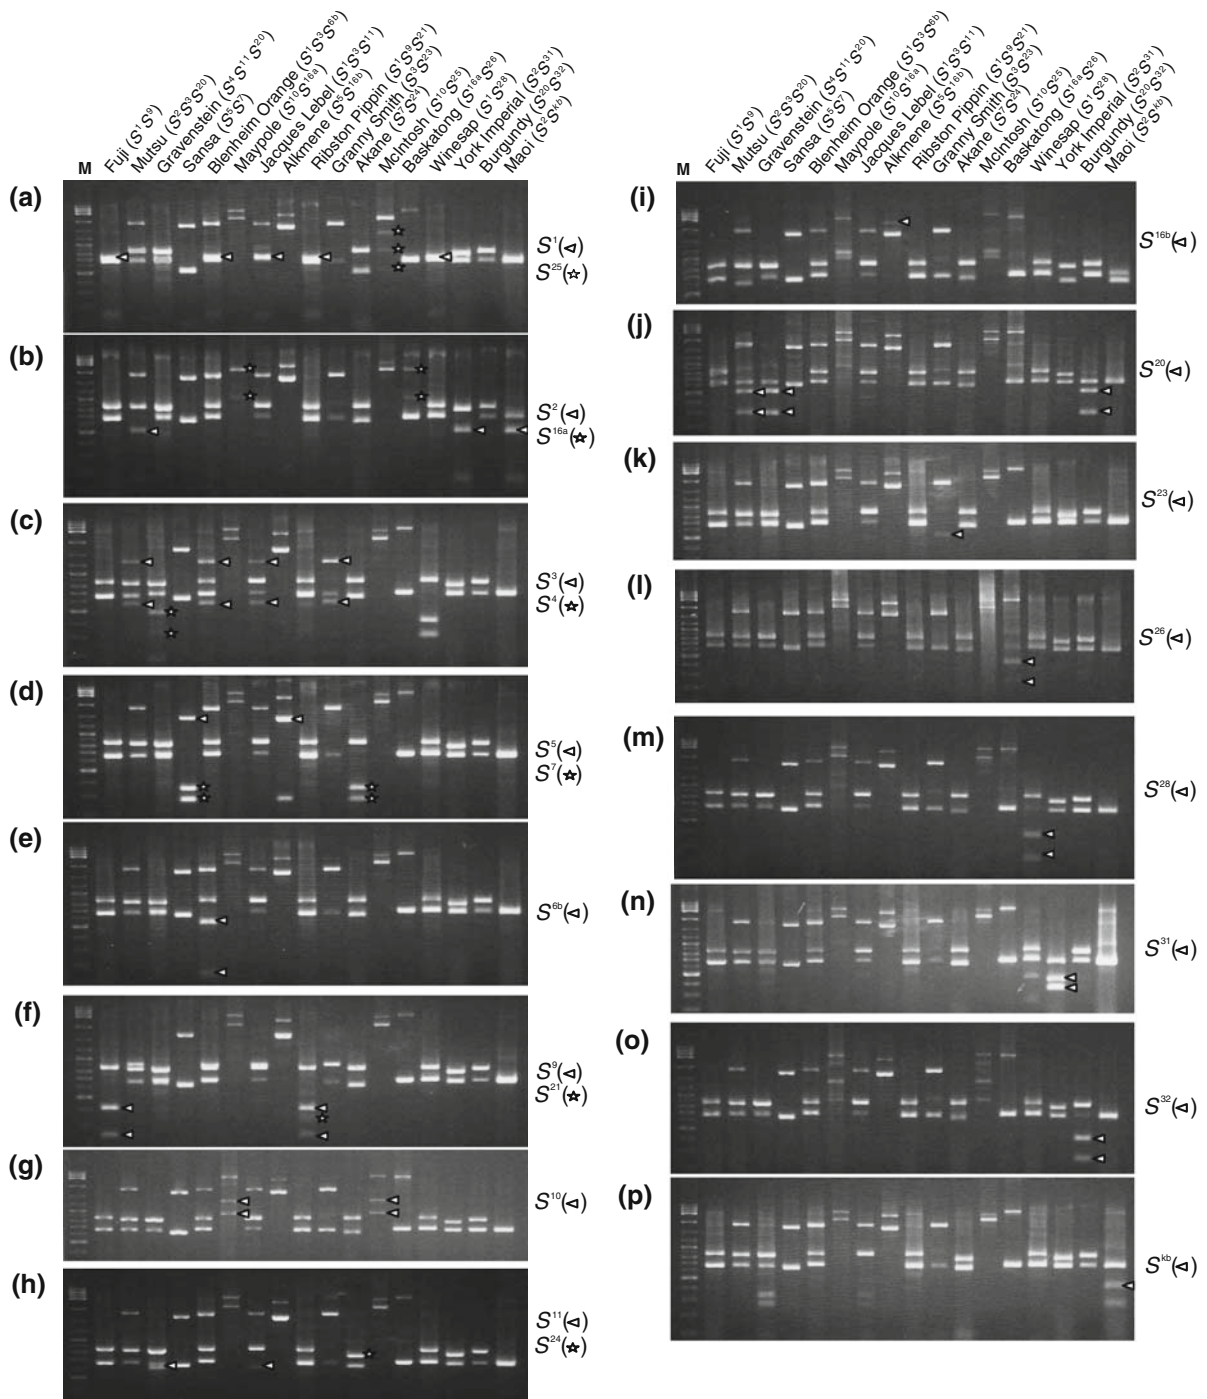 M
Fuji (S¹S⁹)
Mutsu (S²S³S²⁰)
Gravenstein (S⁴S¹¹S²⁰)
Sansa (S⁵S⁷)
Blenheim Orange (S¹S³S⁶ᵇ)
Maypole (S¹⁰S¹⁶ᵃ)
Jacques Lebel (S¹S³S¹¹)
Alkmene (S⁵S¹⁶ᵇ)
Ribston Pippin (S¹S⁹S²¹)
Granny Smith (S³S²³)
Akane (S⁷S²⁴)
McIntosh (S¹⁰S²⁵)
Baskatong (S¹⁶ᵃS²⁶)
Winesap (S¹S²⁸)
York Imperial (S²S³¹)
Burgundy (S²⁰S³²)
Maoi (S²Sᵏᵇ)
(a)
S¹(◁)
S²⁵(☆)
(b)
S²(◁)
S¹⁶ᵃ(☆)
(c)
S³(◁)
S⁴(☆)
(d)
S⁵(◁)
S⁷(☆)
(e)
S⁶ᵇ(◁)
(f)
S⁹(◁)
S²¹(☆)
(g)
S¹⁰(◁)
(h)
S¹¹(◁)
S²⁴(☆)
M
Fuji (S¹S⁹)
Mutsu (S²S³S²⁰)
Gravenstein (S⁴S¹¹S²⁰)
Sansa (S⁵S⁷)
Blenheim Orange (S¹S³S⁶ᵇ)
Maypole (S¹⁰S¹⁶ᵃ)
Jacques Lebel (S¹S³S¹¹)
Alkmene (S⁵S¹⁶ᵇ)
Ribston Pippin (S¹S⁹S²¹)
Granny Smith (S³S²³)
Akane (S⁷S²⁴)
McIntosh (S¹⁰S²⁵)
Baskatong (S¹⁶ᵃS²⁶)
Winesap (S¹S²⁸)
York Imperial (S²S³¹)
Burgundy (S²⁰S³²)
Maoi (S²Sᵏᵇ)
(i)
S¹⁶ᵇ(◁)
(j)
S²⁰(◁)
(k)
S²³(◁)
(l)
S²⁶(◁)
(m)
S²⁸(◁)
(n)
S³¹(◁)
(o)
S³²(◁)
(p)
Sᵏᵇ(◁)